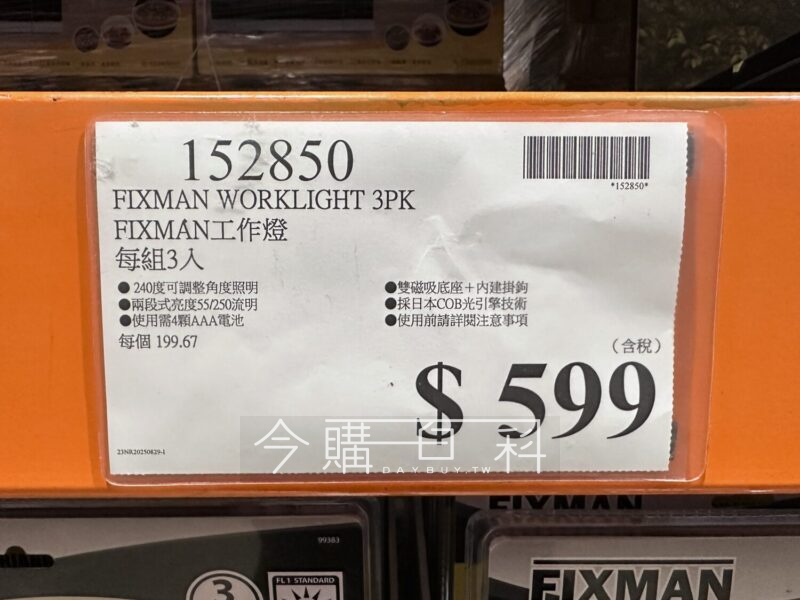 152850
*152850*
FIXMAN WORKLIGHT 3PK
FIXMAN工作燈
每組3入
●240度可調整角度照明
●兩段式亮度55/250流明
●使用需4顆AAA電池
●雙磁吸底座＋內建掛鉤
●採日本COB光引擎技術
●使用前請詳閱注意事項
每個 199.67
（含稅）
$ 599
今購百科
DAYBUY.TW
23NR20250829-1
FIXMAN
99383
3
FL 1 STANDARD
FIXMAN